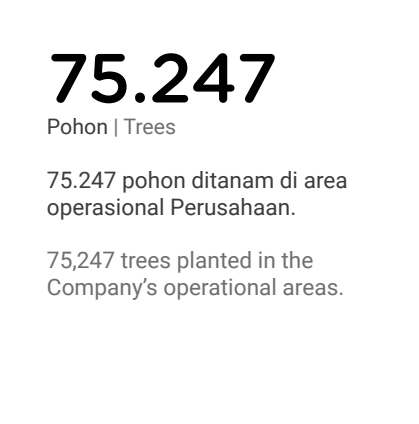 75.247
Pohon | Trees
75.247 pohon ditanam di area
operasional Perusahaan.
75,247 trees planted in the
Company’s operational areas.